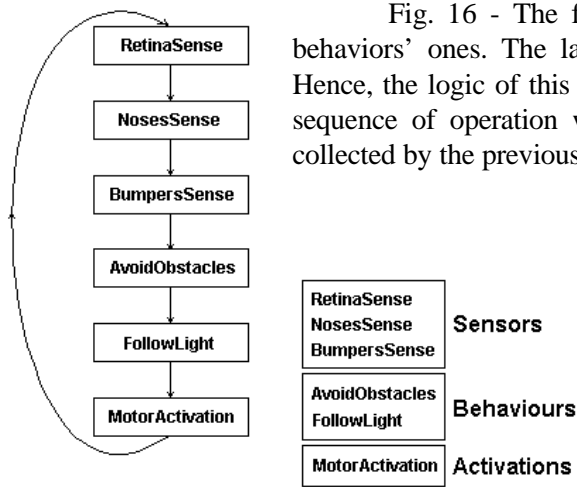 Fig. 16 - The f
behaviors’ ones. The la
Hence, the logic of this
sequence of operation
collected by the previous
RetinaSense
NosesSense
BumpersSense
AvoidObstacles
FollowLight
MotorActivation
RetinaSense
NosesSense
BumpersSense
Sensors
AvoidObstacles
FollowLight
Behaviours
MotorActivation
Activations